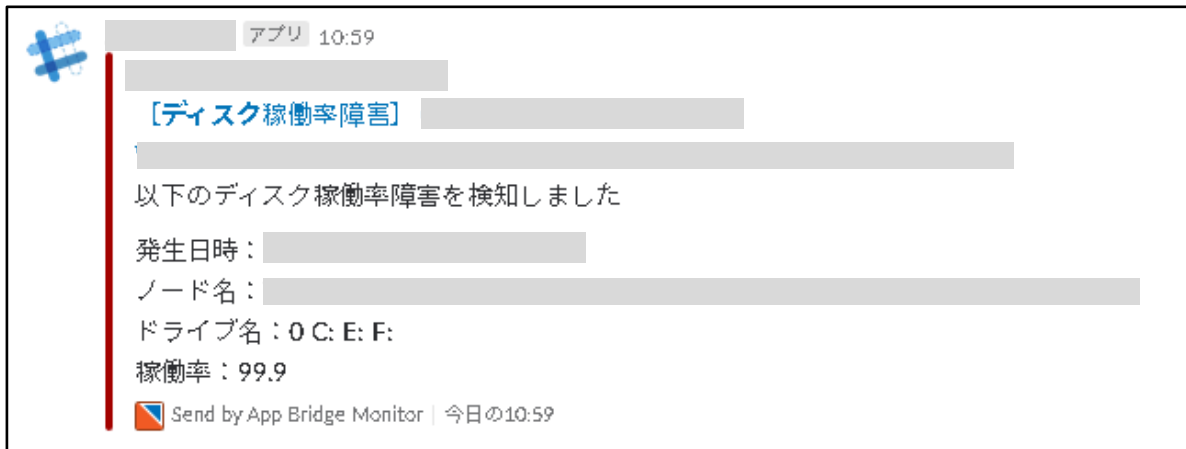 アプリ 10:59
[ディスク稼働率障害]
以下のディスク稼働率障害を検知しました
発生日時：
ノード名：
ドライブ名：0 C: E: F:
稼働率：99.9
Send by App Bridge Monitor | 今日の10:59